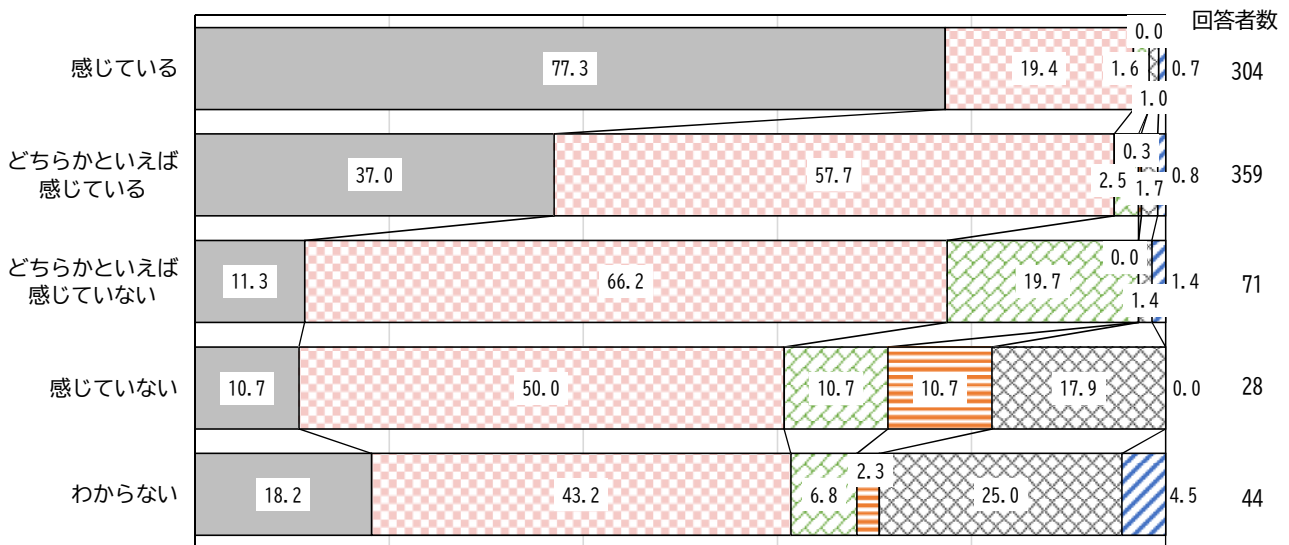 回答者数
感じている 77.3 19.4 1.6 0.0 1.0 0.7 304
どちらかといえば
感じている 37.0 57.7 2.5 0.3 1.7 0.8 359
どちらかといえば
感じていない 11.3 66.2 19.7 0.0 1.4 1.4 71
感じていない 10.7 50.0 10.7 10.7 17.9 0.0 28
わからない 18.2 43.2 6.8 2.3 25.0 4.5 44